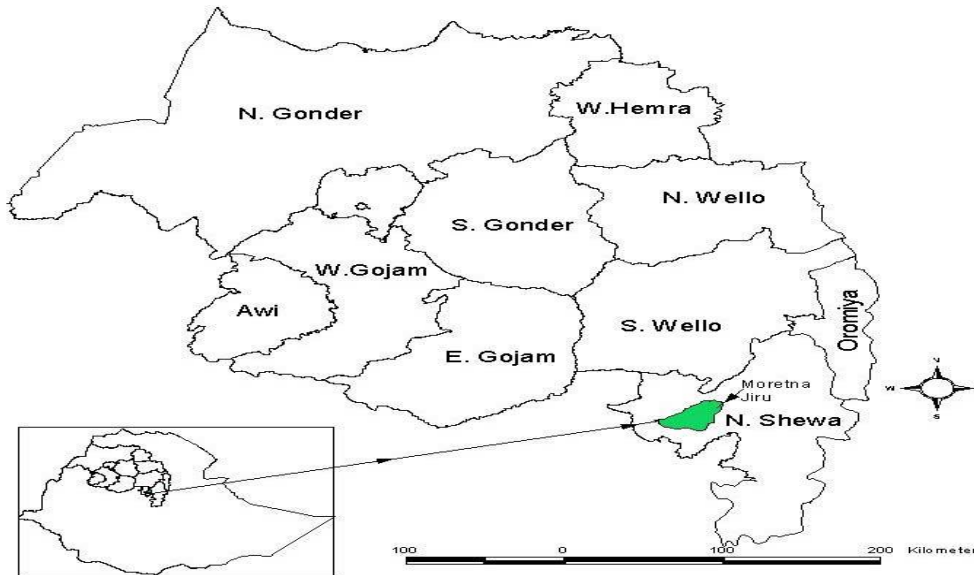 N. Gonder
W.Hemra
N. Wello
S. Gonder
W.Gojam
Awi
S. Wello
Oromiya
E. Gojam
Moretna
Jiru
N. Shewa
N
W
E
S
100 0 100 200 Kilometer